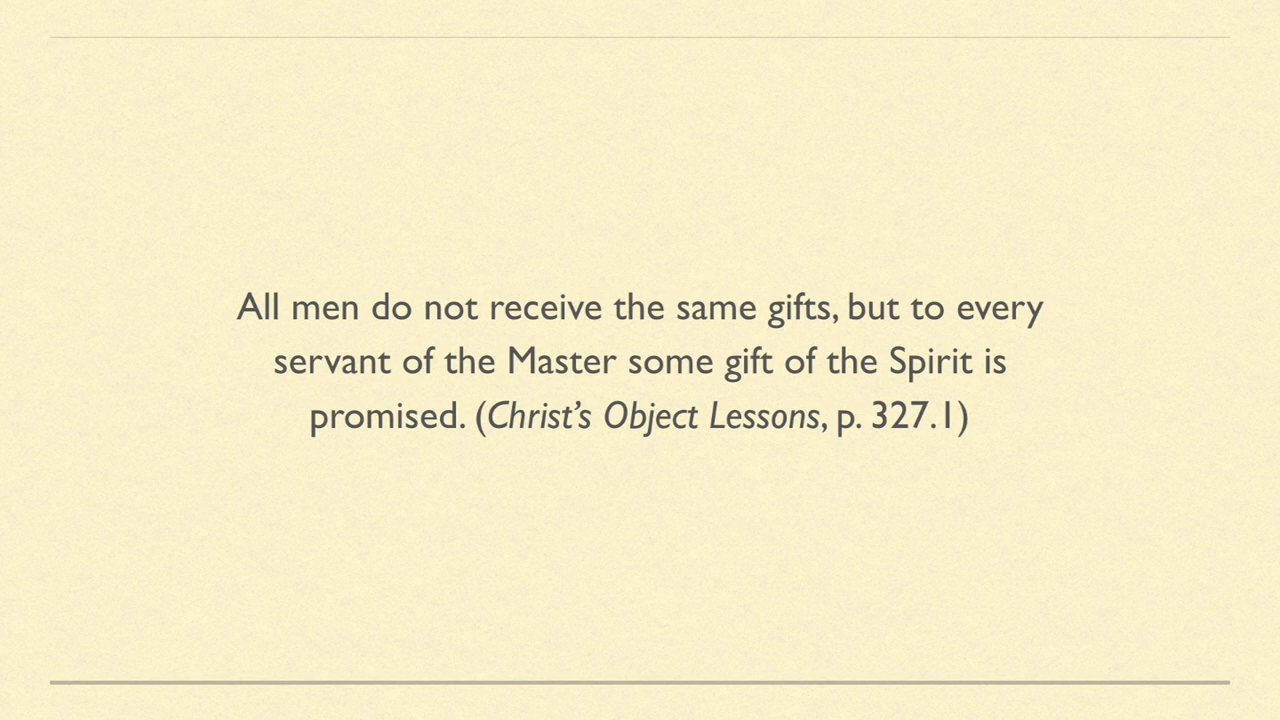 All men do not receive the same gifts, but to every
servant of the Master some gift of the Spirit is
promised. (Christ’s Object Lessons, p. 327.1)